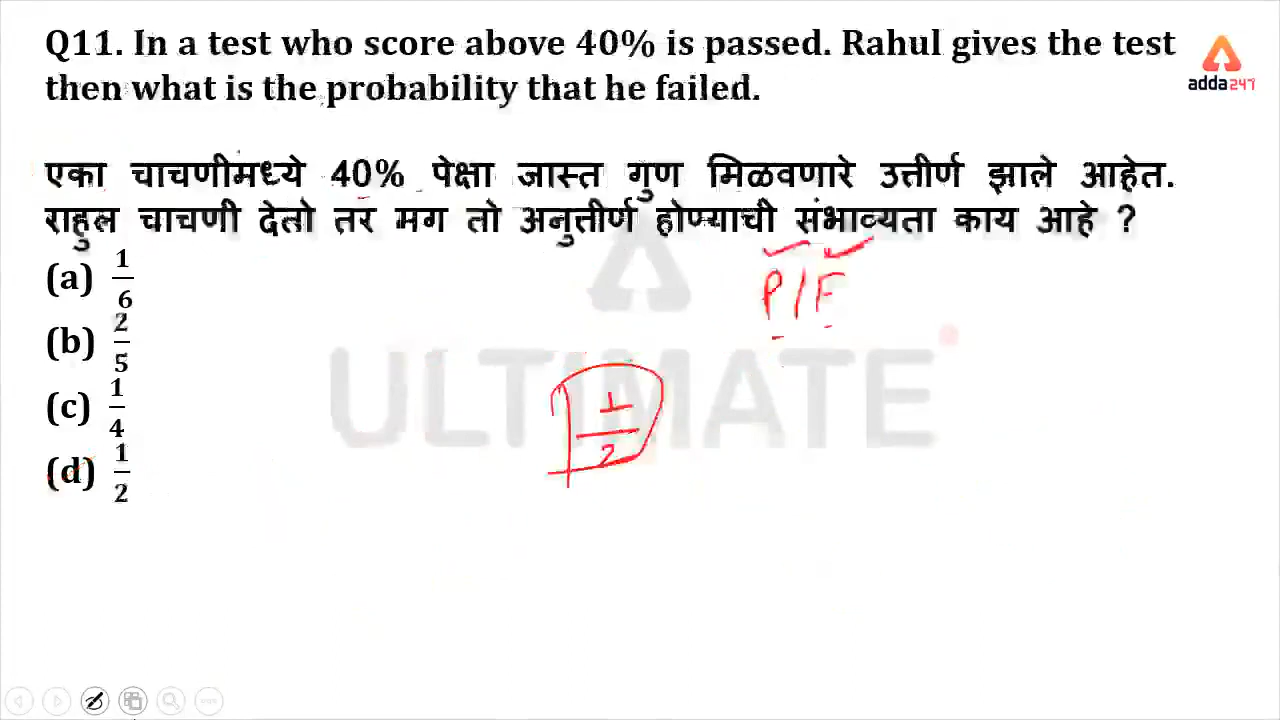 Q11. In a test who score above 40% is passed. Rahul gives the test
then what is the probability that he failed.
adda247
एका चाचणीमध्ये 40% पेक्षा जास्त गुण मिळवणारे उत्तीर्ण झाले आहेत.
राहुल चाचणी देतो तर मग तो अनुत्तीर्ण होण्याची संभाव्यता काय आहे ?
(a) 1/6
(b) 2/5
(c) 1/4
(d) 1/2
P/F
1/2
ULTIMATE